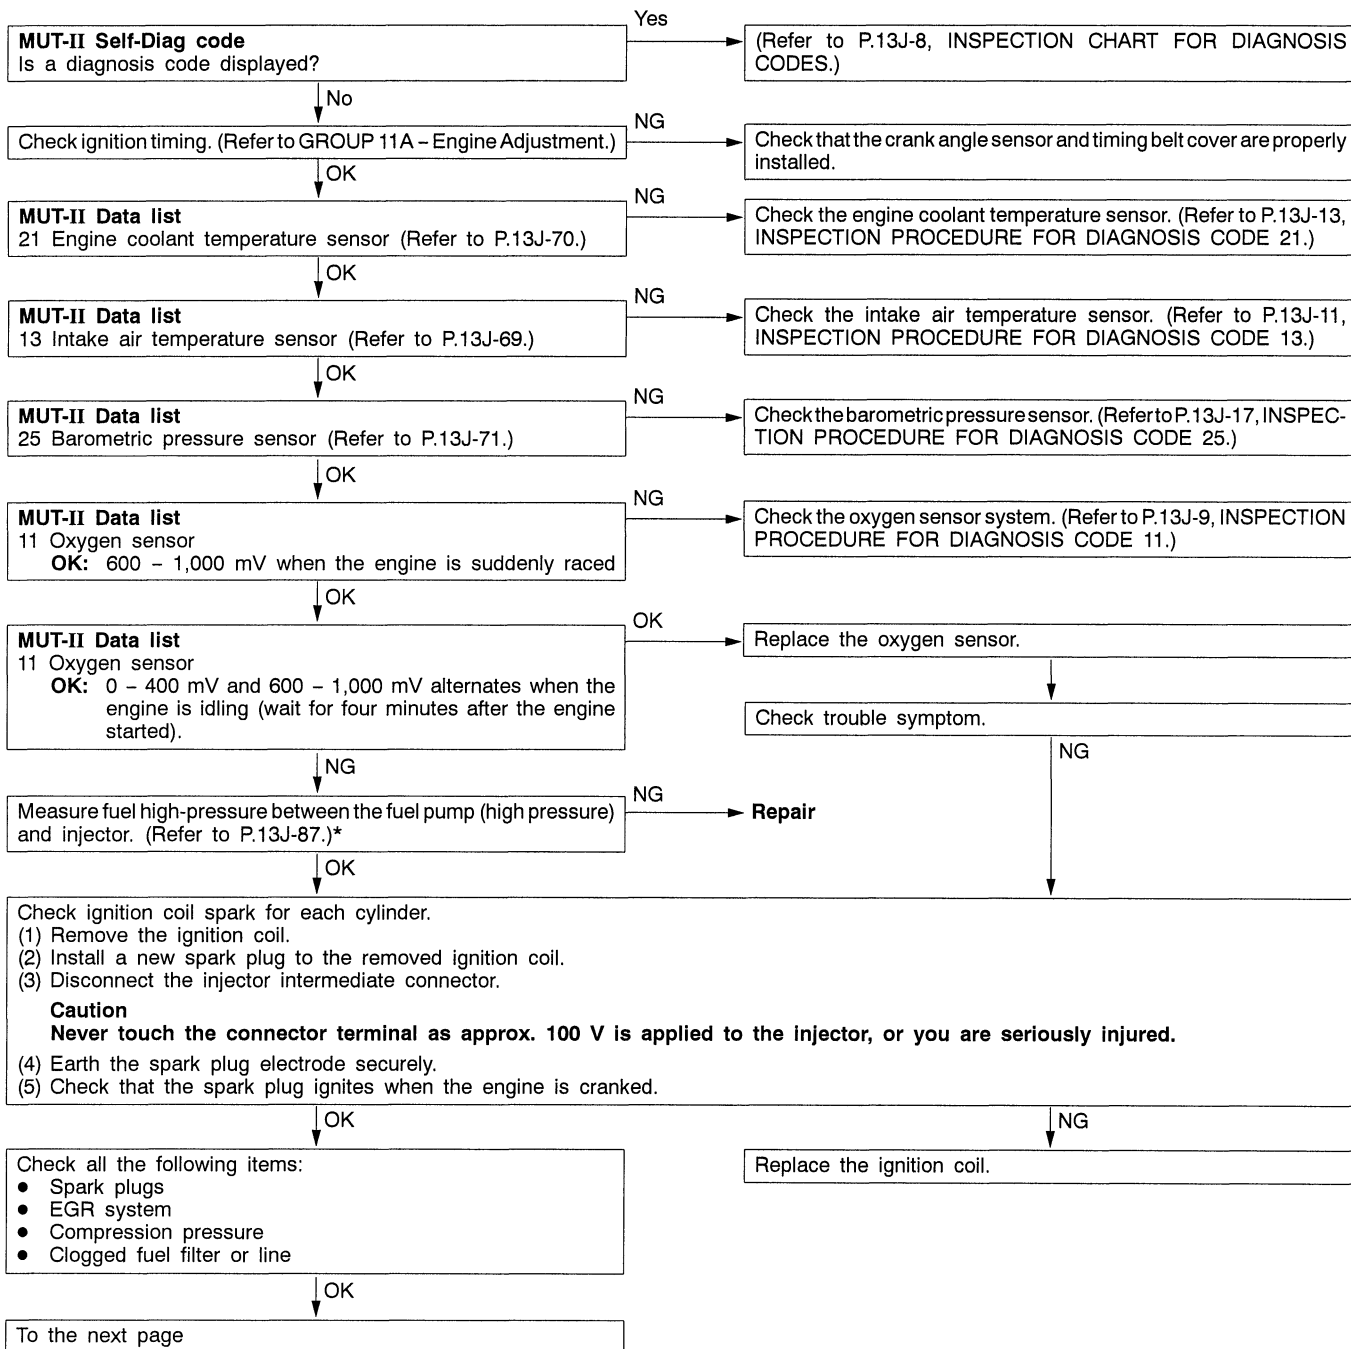 Yes
MUT-II Self-Diag code
Is a diagnosis code displayed?
(Refer to P.13J-8, INSPECTION CHART FOR DIAGNOSIS
CODES.)
No
Check ignition timing. (Refer to GROUP 11A – Engine Adjustment.)
NG
Check that the crank angle sensor and timing belt cover are properly
installed.
OK
MUT-II Data list
21 Engine coolant temperature sensor (Refer to P.13J-70.)
NG
Check the engine coolant temperature sensor. (Refer to P.13J-13,
INSPECTION PROCEDURE FOR DIAGNOSIS CODE 21.)
OK
MUT-II Data list
13 Intake air temperature sensor (Refer to P.13J-69.)
NG
Check the intake air temperature sensor. (Refer to P.13J-11,
INSPECTION PROCEDURE FOR DIAGNOSIS CODE 13.)
OK
MUT-II Data list
25 Barometric pressure sensor (Refer to P.13J-71.)
NG
Check the barometric pressure sensor. (Refer to P.13J-17, INSPEC-
TION PROCEDURE FOR DIAGNOSIS CODE 25.)
OK
MUT-II Data list
11 Oxygen sensor
OK: 600 – 1,000 mV when the engine is suddenly raced
NG
Check the oxygen sensor system. (Refer to P.13J-9, INSPECTION
PROCEDURE FOR DIAGNOSIS CODE 11.)
OK
MUT-II Data list
11 Oxygen sensor
OK: 0 – 400 mV and 600 – 1,000 mV alternates when the
engine is idling (wait for four minutes after the engine
started).
OK
Replace the oxygen sensor.
Check trouble symptom.
NG
NG
Measure fuel high-pressure between the fuel pump (high pressure)
and injector. (Refer to P.13J-87.)*
NG
Repair
OK
Check ignition coil spark for each cylinder.
(1) Remove the ignition coil.
(2) Install a new spark plug to the removed ignition coil.
(3) Disconnect the injector intermediate connector.
Caution
Never touch the connector terminal as approx. 100 V is applied to the injector, or you are seriously injured.
(4) Earth the spark plug electrode securely.
(5) Check that the spark plug ignites when the engine is cranked.
OK
NG
Check all the following items:
● Spark plugs
● EGR system
● Compression pressure
● Clogged fuel filter or line
Replace the ignition coil.
OK
To the next page